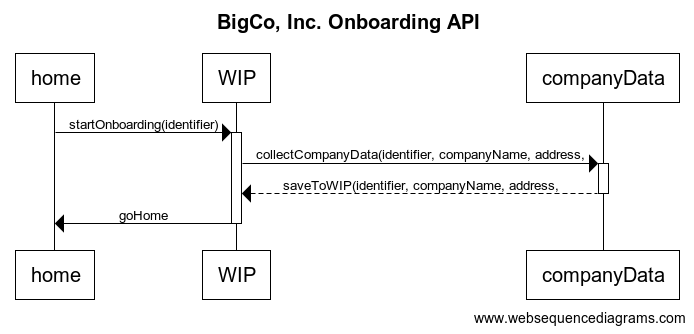 BigCo, Inc. Onboarding API
home
WIP
companyData
startOnboarding(identifier)
collectCompanyData(identifier, companyName, address,
saveToWIP(identifier, companyName, address,
goHome
home
WIP
companyData
www.websequencediagrams.com